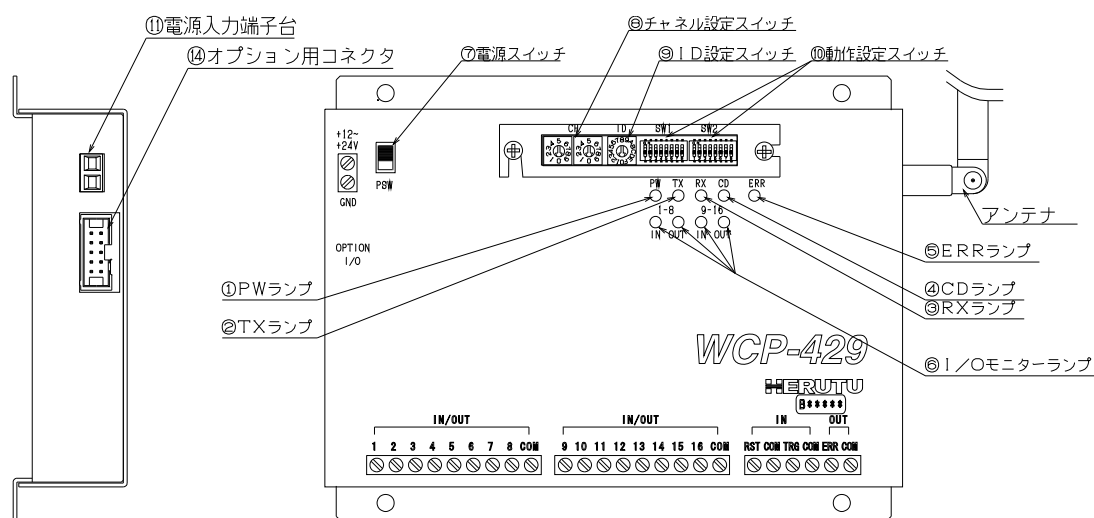 ⑪電源入力端子台
⑭オプション用コネクタ
⑦電源スイッチ
⑧チャネル設定スイッチ
⑨ID設定スイッチ
⑩動作設定スイッチ
+12~
+24V
GND
PSW
CH
ID
SW1
SW2
PW TX RX CD ERR
1-8 9-16
IN OUT IN OUT
アンテナ
OPTION
I/O
①PWランプ
②TXランプ
⑤ERRランプ
④CDランプ
③RXランプ
⑥I/Oモニターランプ
WCP-429
HERUTU
IN/OUT
1 2 3 4 5 6 7 8 COM
IN/OUT
9 10 11 12 13 14 15 16 COM
IN OUT
RST COM TRG COM ERR COM